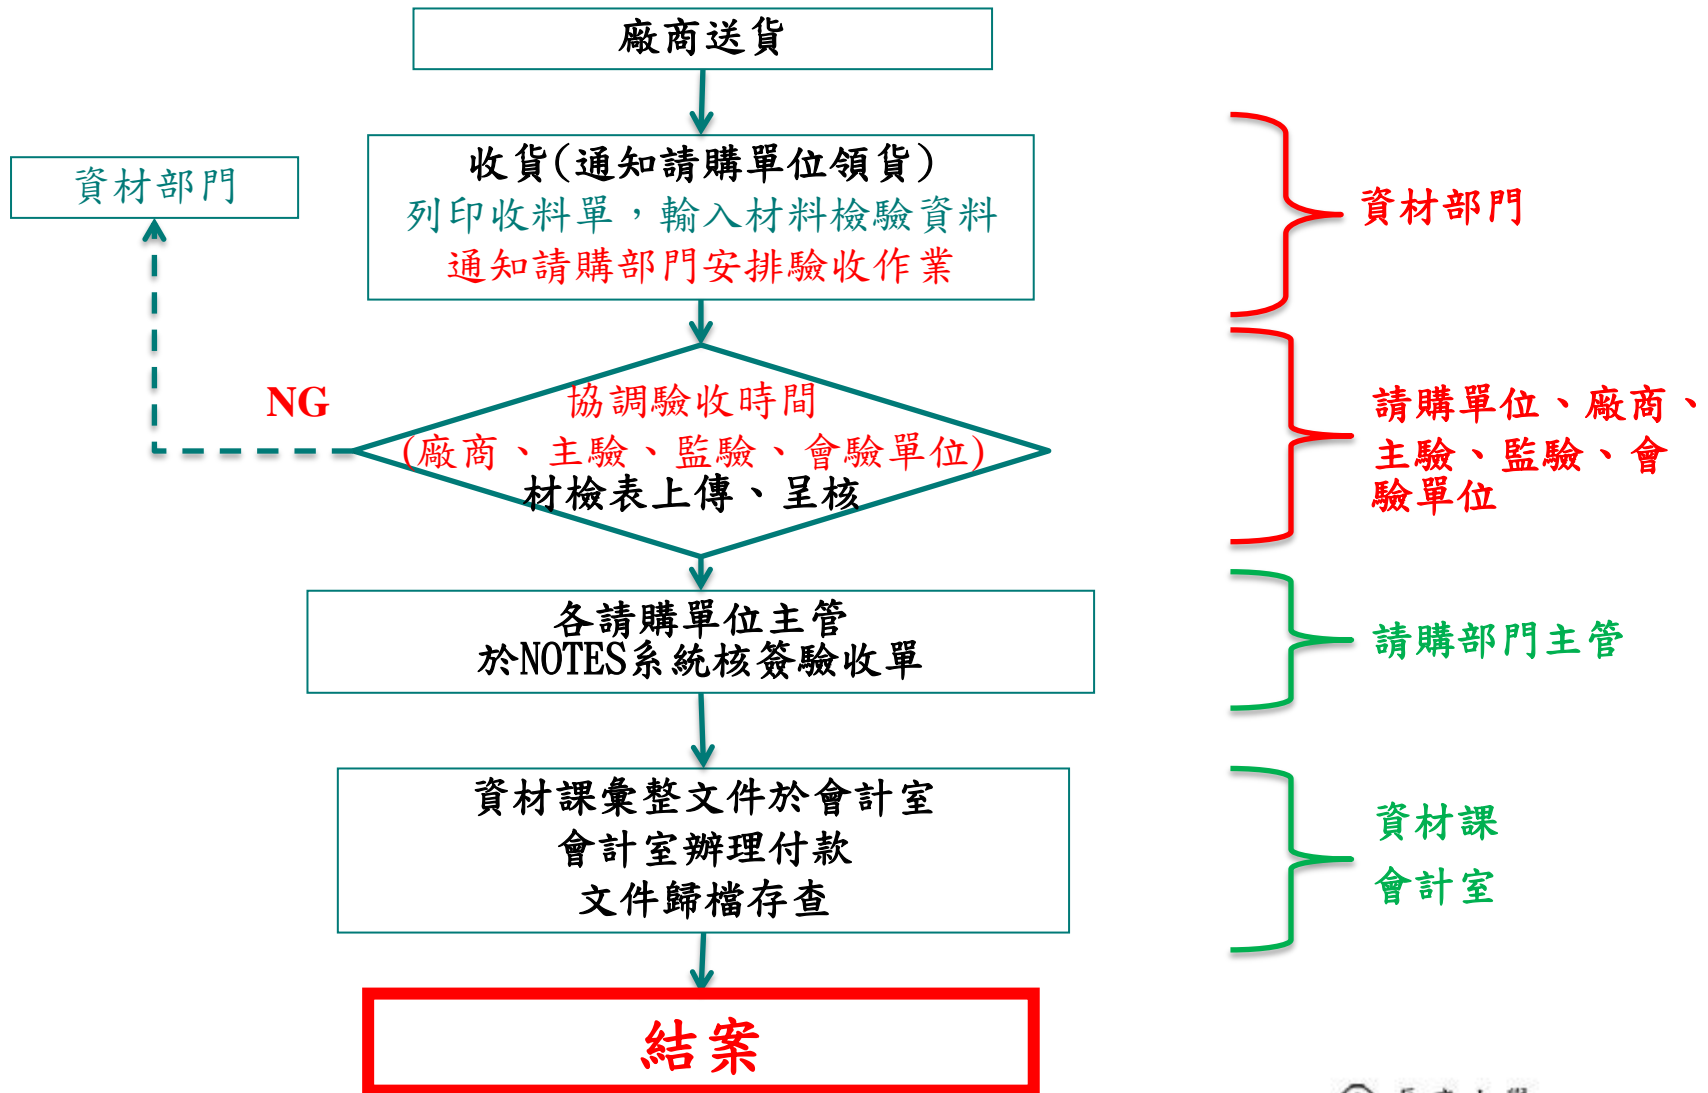 廠商送貨
收貨(通知請購單位領貨)
列印收料單，輸入材料檢驗資料
通知請購部門安排驗收作業
資材部門
資材部門
NG
協調驗收時間
(廠商、主驗、監驗、會驗單位)
材檢表上傳、呈核
請購單位、廠商、
主驗、監驗、會
驗單位
各請購單位主管
於NOTES系統核簽驗收單
請購部門主管
資材課彙整文件於會計室
會計室辦理付款
文件歸檔存查
資材課
會計室
結案